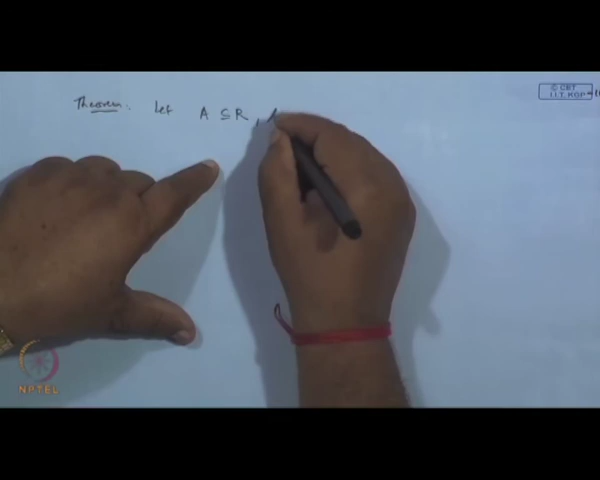 Theorem. Let A ⊆ R,
© CET
I.I.T. KGP
NPTEL